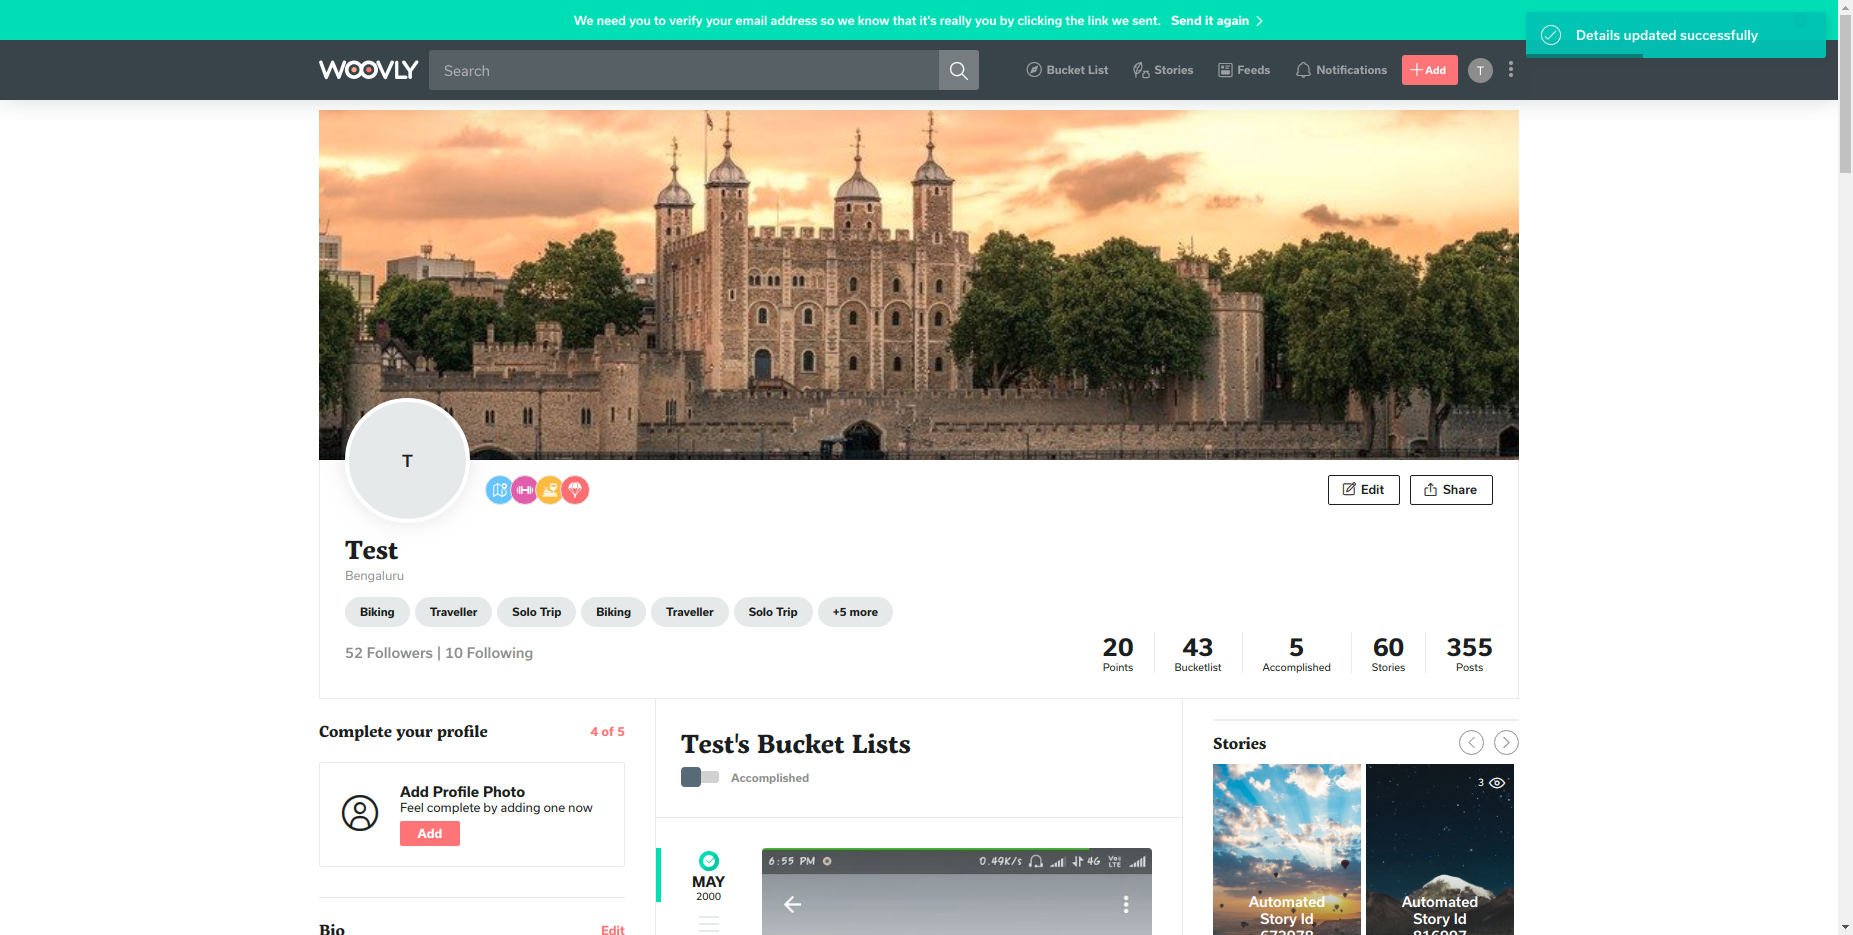 We need you to verify your email address so we know that it's really you by clicking the link we sent. Send it again
Details updated successfully
WOOVLY
Search
Bucket List
Stories
Feeds
Notifications
Add
T
T
Edit
Share
Test
Bengaluru
Biking
Traveller
Solo Trip
Biking
Traveller
Solo Trip
+5 more
52 Followers | 10 Following
20
Points
43
Bucketlist
5
Accomplished
60
Stories
355
Posts
Complete your profile
4 of 5
Add Profile Photo
Feel complete by adding one now
Add
Bio
Edit
Test's Bucket Lists
Accomplished
MAY
2000
6:55 PM
0.49K/s
4G
Vo
LTE
Stories
Automated
Story Id
3
Automated
Story Id